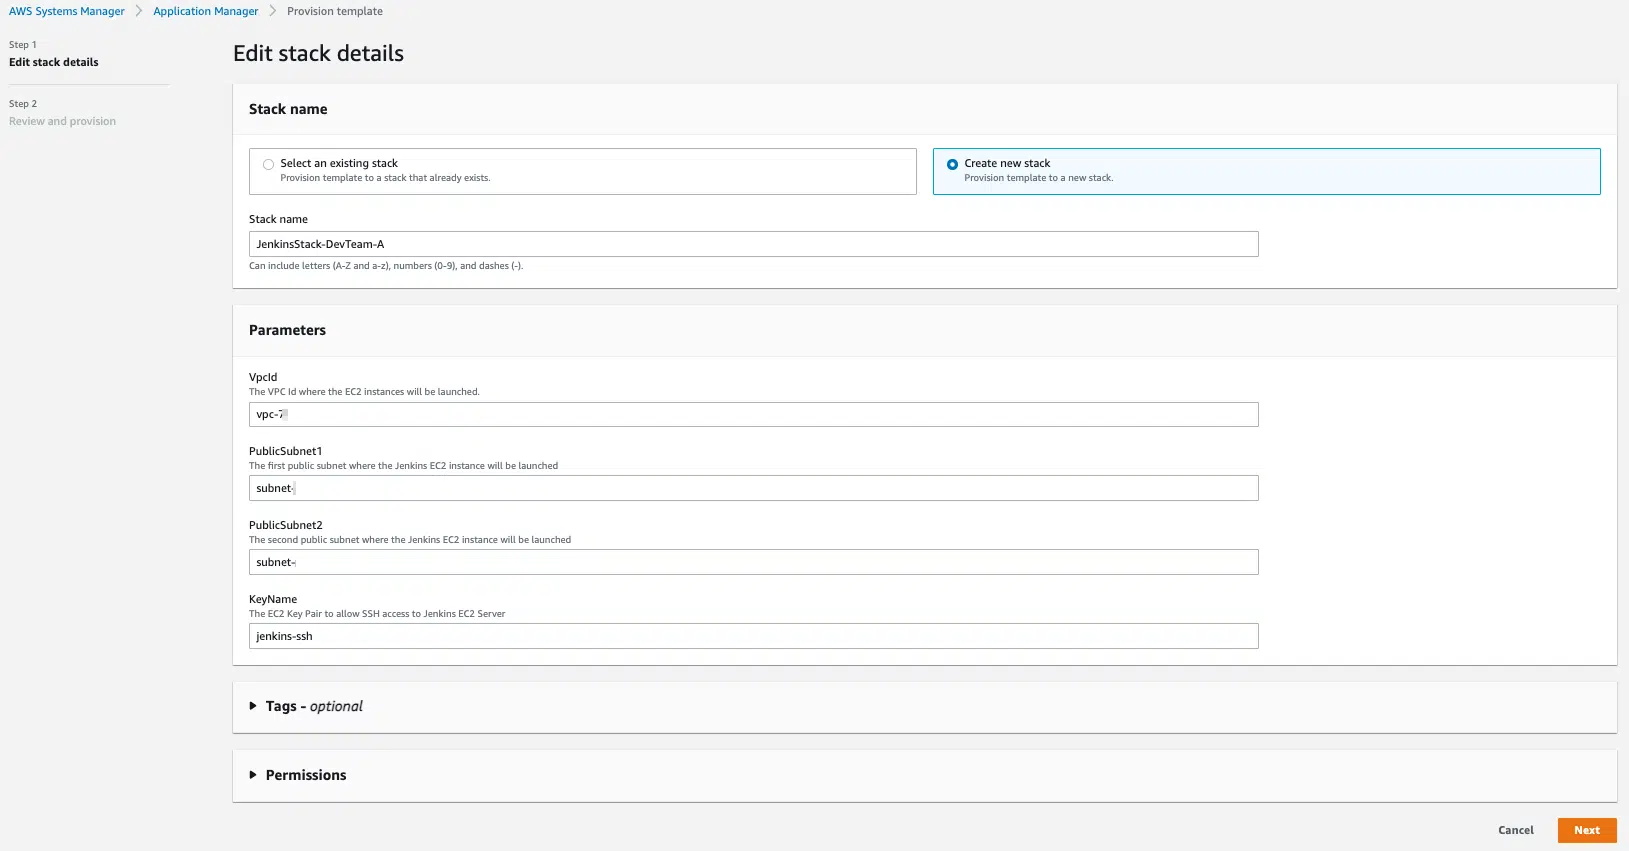 AWS Systems Manager > Application Manager > Provision template
Step 1
Edit stack details
Step 2
Review and provision
Edit stack details
Stack name
Select an existing stack
Provision template to a stack that already exists.
Create new stack
Provision template to a new stack.
Stack name
JenkinsStack-DevTeam-A
Can include letters (A-Z and a-z), numbers (0-9), and dashes (-).
Parameters
VpcId
The VPC Id where the EC2 instances will be launched.
vpc-7
PublicSubnet1
The first public subnet where the Jenkins EC2 instance will be launched
subnet-
PublicSubnet2
The second public subnet where the Jenkins EC2 instance will be launched
subnet-
KeyName
The EC2 Key Pair to allow SSH access to Jenkins EC2 Server
jenkins-ssh
Tags - optional
Permissions
Cancel
Next